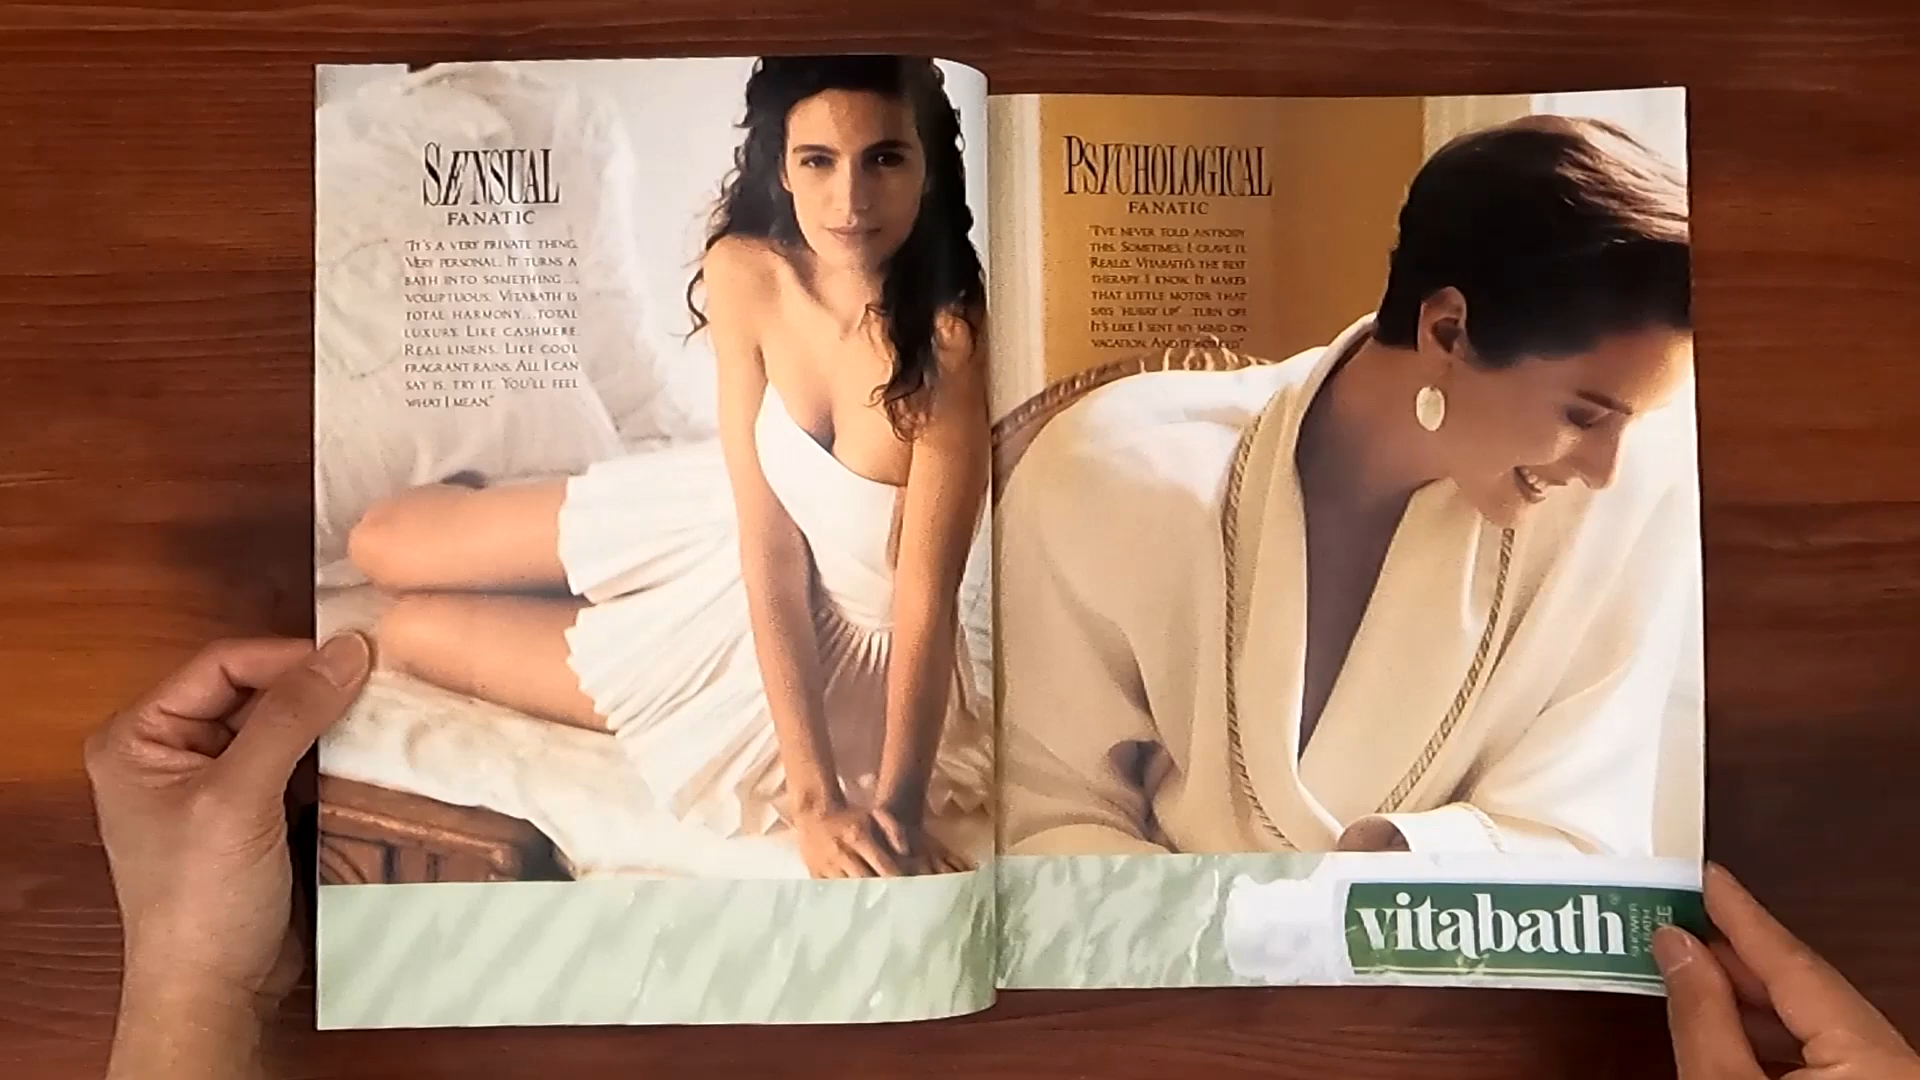 SENSUAL
FANATIC
"IT'S A VERY PRIVATE THING.
VERY PERSONAL. IT TURNS A
BATH INTO SOMETHING...
VOLUPTUOUS. VITABATH IS
TOTAL HARMONY...TOTAL
LUXURY. LIKE CASHMERE.
REAL LINENS. LIKE COOL
FRAGRANT RAINS. ALL I CAN
SAY IS, TRY IT. YOU'LL FEEL
WHAT I MEAN."
PSYCHOLOGICAL
FANATIC
"I'VE NEVER TOLD ANYBODY
THIS. SOMETIMES, I CRAVE IT.
REALLY. VITABATH'S THE BEST
THERAPY I KNOW. IT MAKES
THAT LITTLE MOTOR THAT
SAYS 'HURRY UP'...TURN OFF.
IT'S LIKE I SENT MY MIND ON
VACATION. AND IT
vitabath®
SHOWER
& BATH